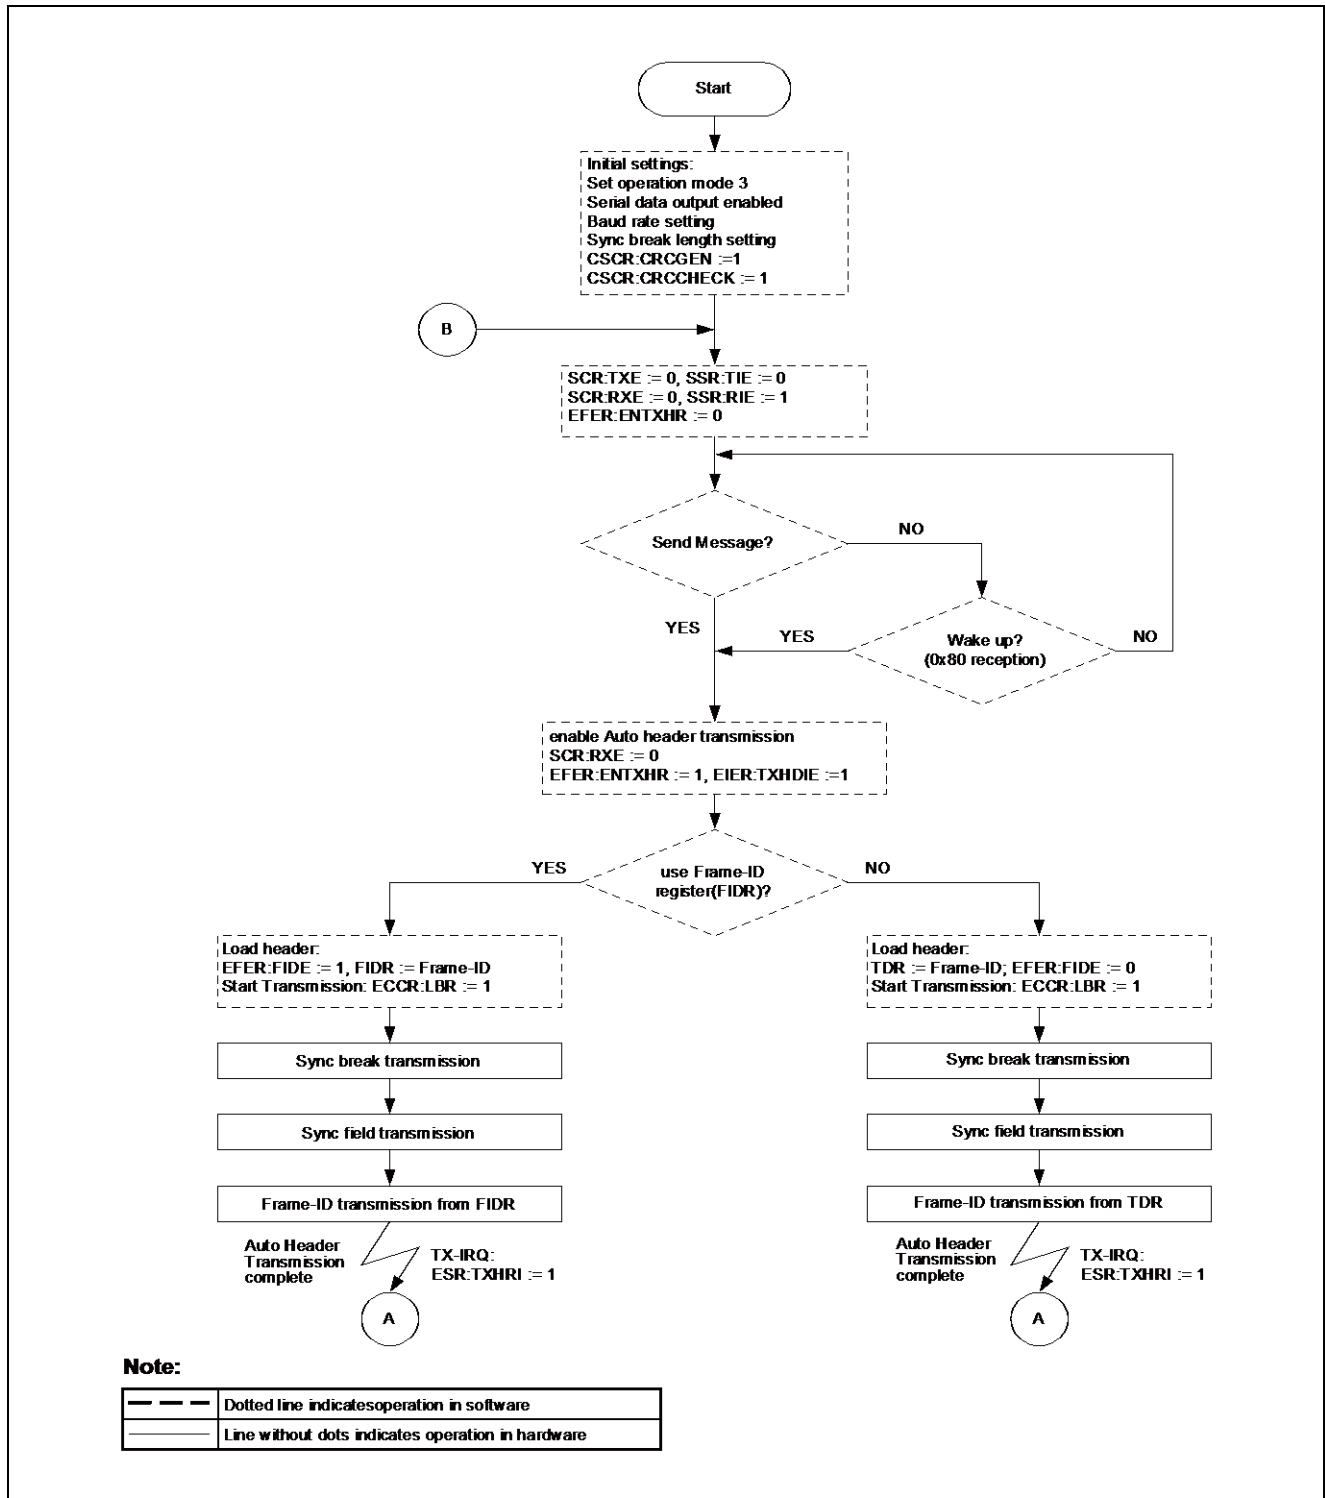 Start
Initial settings:
Set operation mode 3
Serial data output enabled
Baud rate setting
Sync break length setting
CSCR:CRCGEN :=1
CSCR:CRCCHECK := 1
B
SCR:TXE := 0, SSR:TIE := 0
SCR:RXE := 0, SSR:RIE := 1
EFER:ENTXHR := 0
Send Message?
NO
YES
Wake up?
(0x80 reception)
YES
NO
enable Auto header transmission
SCR:RXE := 0
EFER:ENTXHR := 1, EIER:TXHDIE :=1
use Frame-ID
register(FIDR)?
YES
NO
Load header:
EFER:FIDE := 1, FIDR := Frame-ID
Start Transmission: ECCR:LBR := 1
Sync break transmission
Sync field transmission
Frame-ID transmission from FIDR
Auto Header
Transmission
complete
TX-IRQ:
ESR:TXHRI := 1
A
Load header:
TDR := Frame-ID; EFER:FIDE := 0
Start Transmission: ECCR:LBR := 1
Sync break transmission
Sync field transmission
Frame-ID transmission from TDR
Auto Header
Transmission
complete
TX-IRQ:
ESR:TXHRI := 1
A
Note:
Dotted line indicatesoperation in software
Line without dots indicates operation in hardware